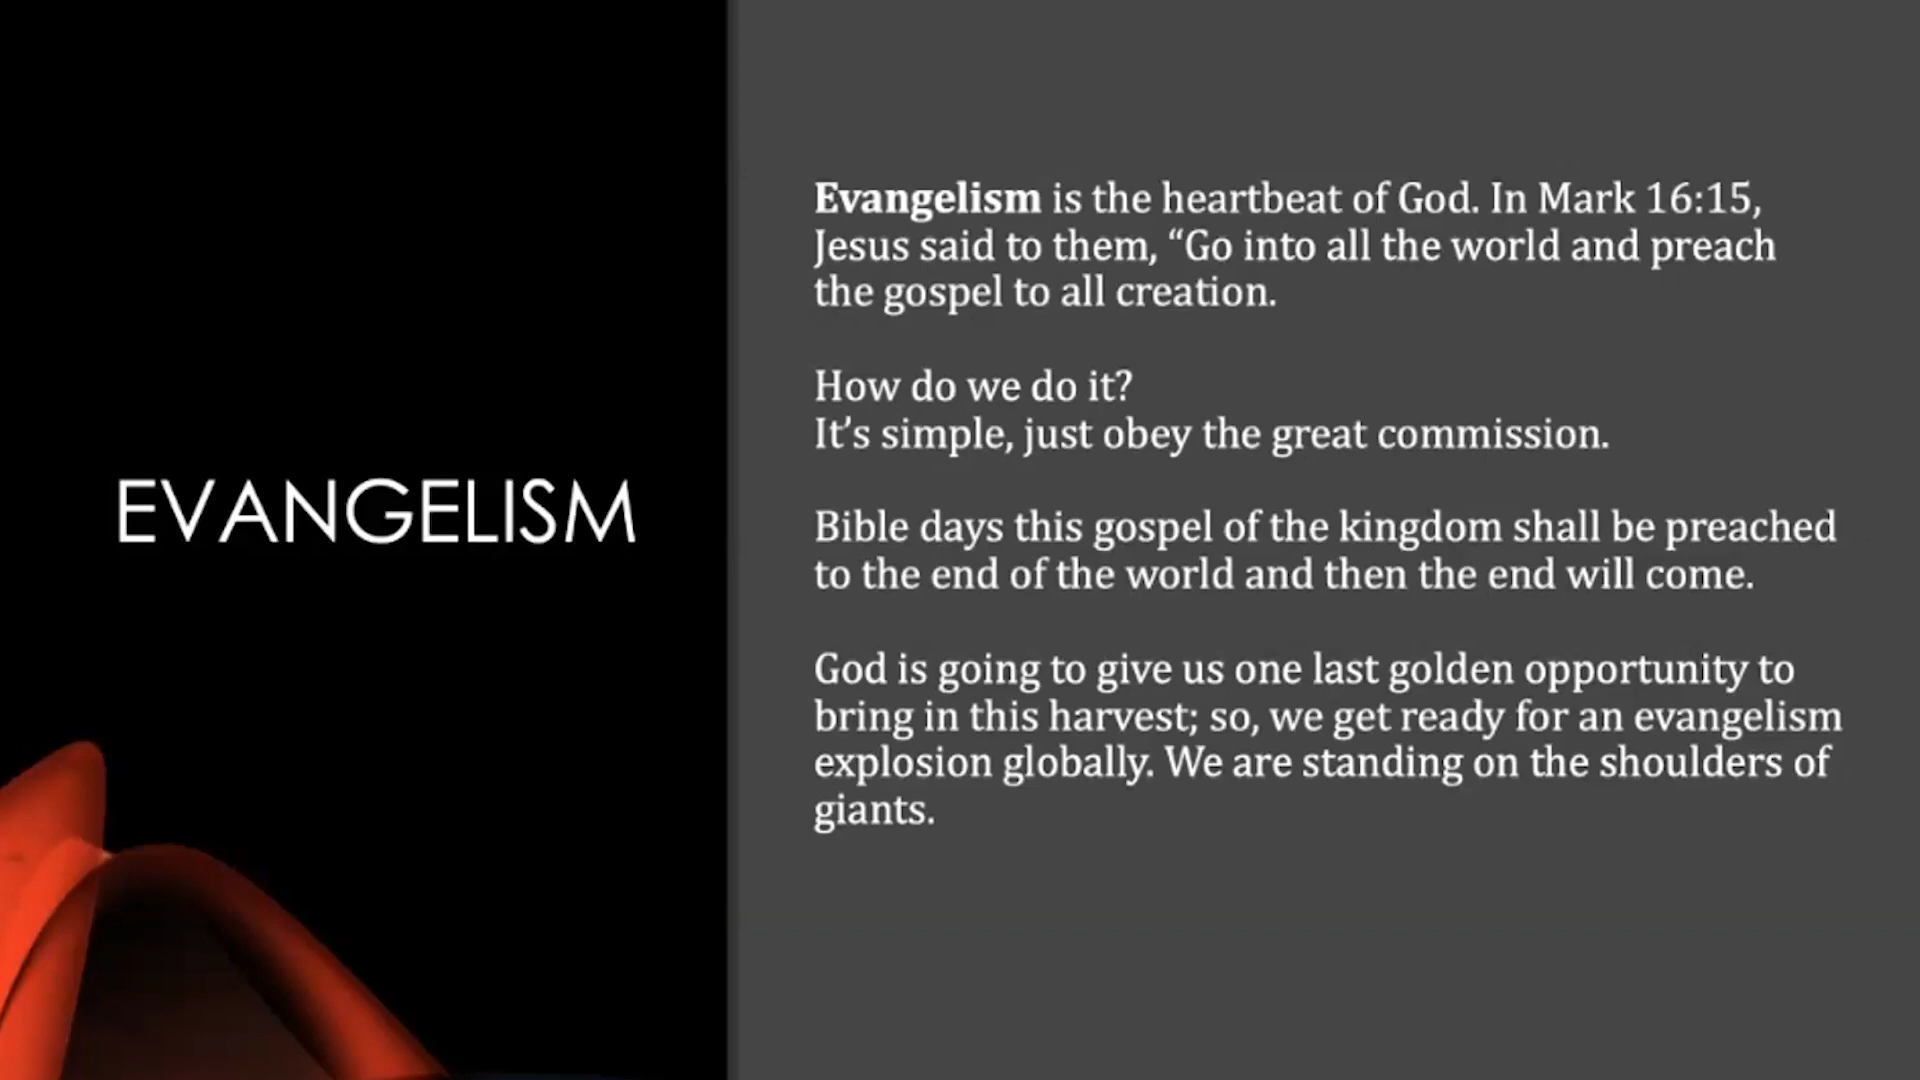 EVANGELISM
Evangelism is the heartbeat of God. In Mark 16:15,
Jesus said to them, “Go into all the world and preach
the gospel to all creation.
How do we do it?
It’s simple, just obey the great commission.
Bible days this gospel of the kingdom shall be preached
to the end of the world and then the end will come.
God is going to give us one last golden opportunity to
bring in this harvest; so, we get ready for an evangelism
explosion globally. We are standing on the shoulders of
giants.